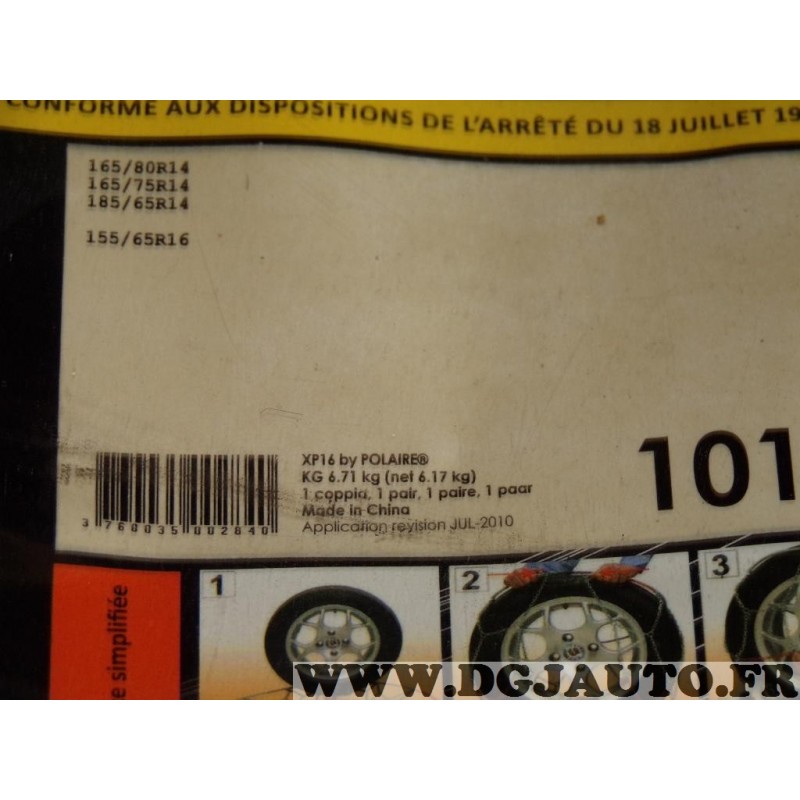 CONFORME AUX DISPOSITIONS DE L'ARRÊTÉ DU 18 JUILLET 19
165/80R14
165/75R14
185/65R14
155/65R16
XP16 by POLAIRE®
KG 6.71 kg (net 6.17 kg)
1 coppia, 1 pair, 1 paire, 1 paar
Made in China
Application revision JUL-2010
3 760035 002840
101
e simplifiée
1
2
3
WWW.DGJAUTO.FR